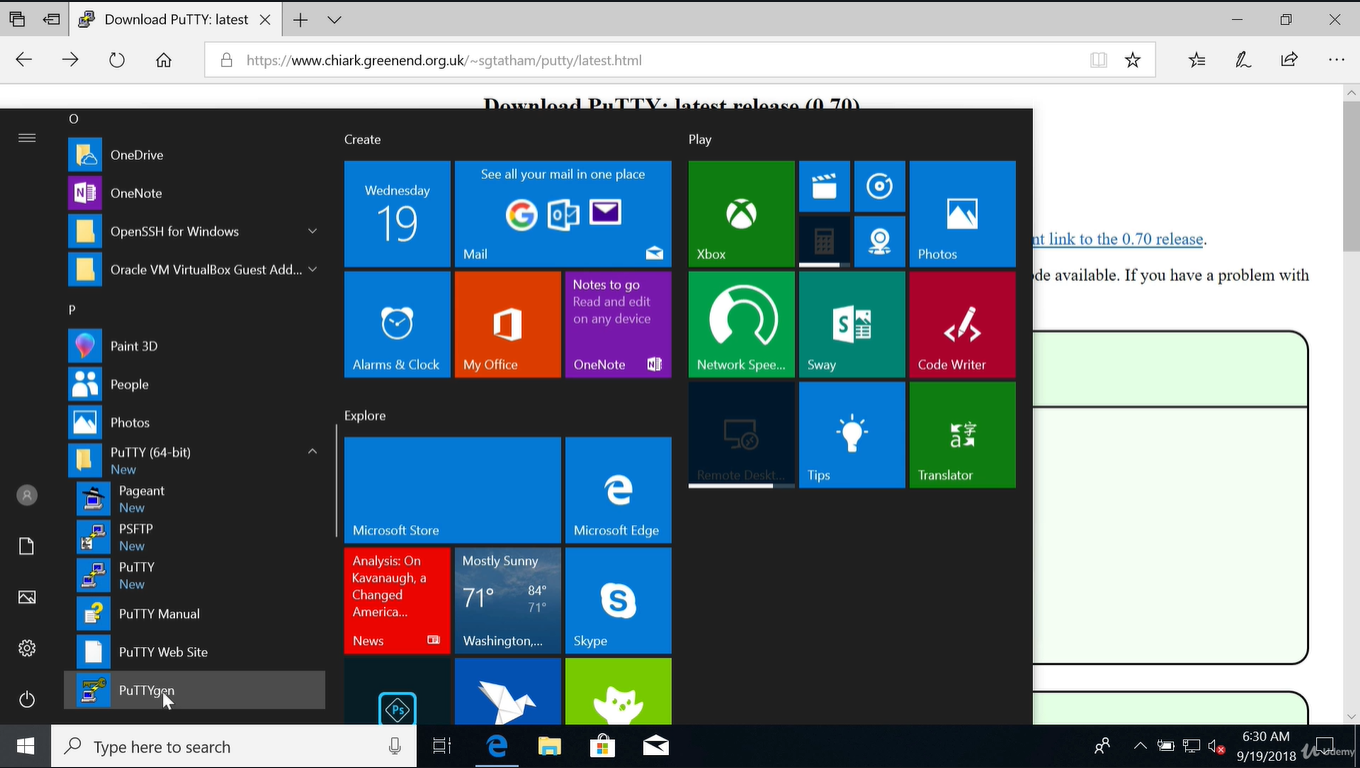 Download PuTTY: latest
https://www.chiark.greenend.org.uk/~sgtatham/putty/latest.html
Download PuTTY: latest release (0.70)
nt link to the 0.70 release.
de available. If you have a problem with
O
OneDrive
OneNote
OpenSSH for Windows
Oracle VM VirtualBox Guest Add...
P
Paint 3D
People
Photos
PuTTY (64-bit)
New
Pageant
New
PSFTP
New
PuTTY
New
PuTTY Manual
PuTTY Web Site
PuTTYgen
Create
Wednesday
19
See all your mail in one place
Mail
Alarms & Clock
My Office
Notes to go
Read and edit
on any device
OneNote
Explore
Microsoft Store
Microsoft Edge
Analysis: On
Kavanaugh, a
Changed
America...
News
Mostly Sunny
71° 84°
71°
Washington,...
Skype
Ps
Play
Xbox
Photos
Network Spee...
Sway
Code Writer
Remote Deskt...
Tips
Translator
Type here to search
6:30 AM
9/19/2018
Udemy